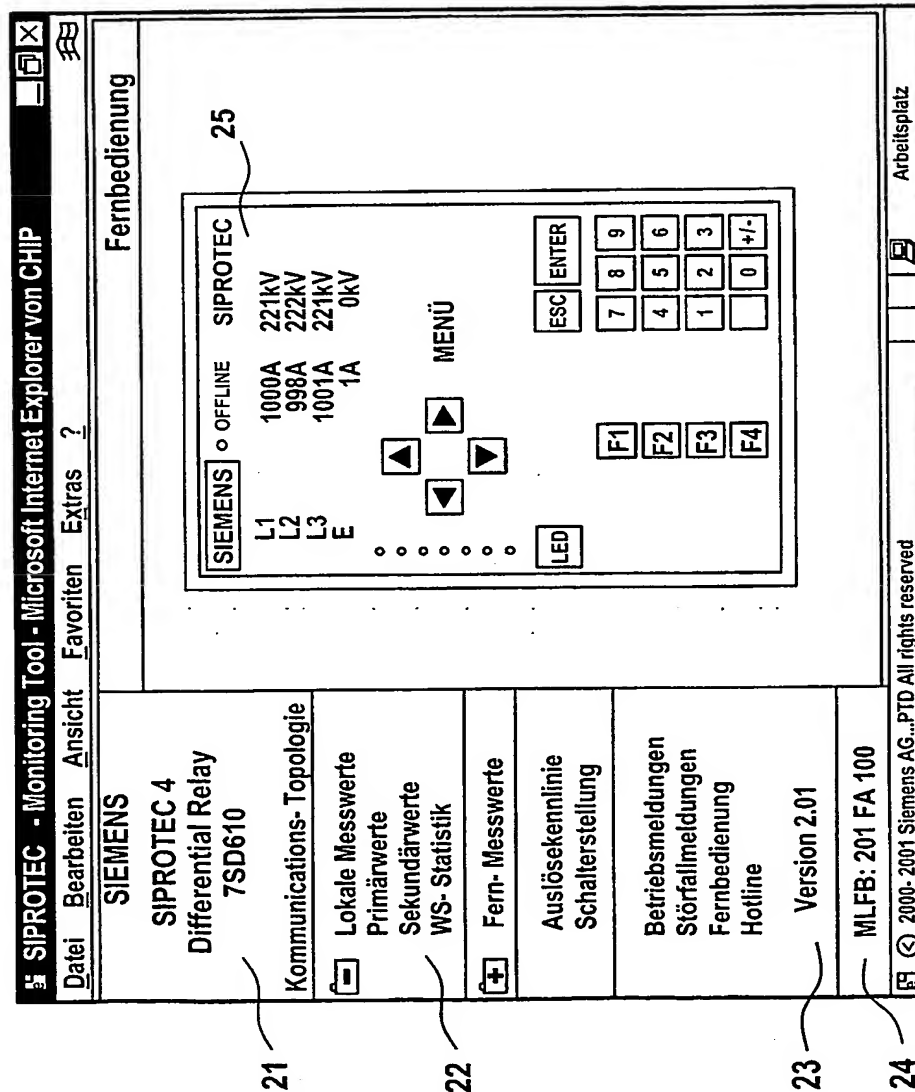 SIPROTEC - Monitoring Tool - Microsoft Internet Explorer von CHIP
Datei Bearbeiten Ansicht Favoriten Extras ?
SIEMENS
SIPROTEC 4
Differential Relay
7SD610
21
Kommunications- Topologie
Lokale Messwerte
Primärwerte
Sekundärwerte
WS- Statistik
22
Fern- Messwerte
Auslösekennlinie
Schalterstellung
Betriebsmeldungen
Störfallmeldungen
Fernbedienung
Hotline
Version 2.01
23
MLFB: 201 FA 100
24
Fernbedienung
25
SIEMENS OFFLINE SIPROTEC
L1 1000A 221kV
L2 998A 222kV
L3 1001A 221kV
E 1A 0kV
MENÜ
LED ESC ENTER
F1 7 8 9
F2 4 5 6
F3 1 2 3
F4 0 +/-
2000- 2001 Siemens AG...PTD All rights reserved
Arbeitsplatz